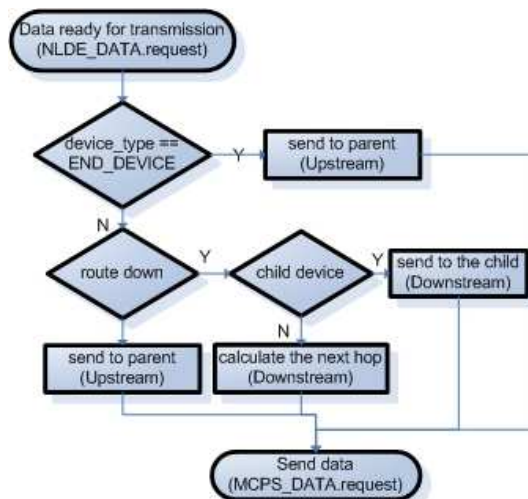 Data ready for transmission
(NLDE_DATA.request)
device_type ==
END_DEVICE
Y
send to parent
(Upstream)
N
route down
Y
child device
Y
send to the child
(Downstream)
N
send to parent
(Upstream)
calculate the next hop
(Downstream)
Send data
(MCPS_DATA.request)